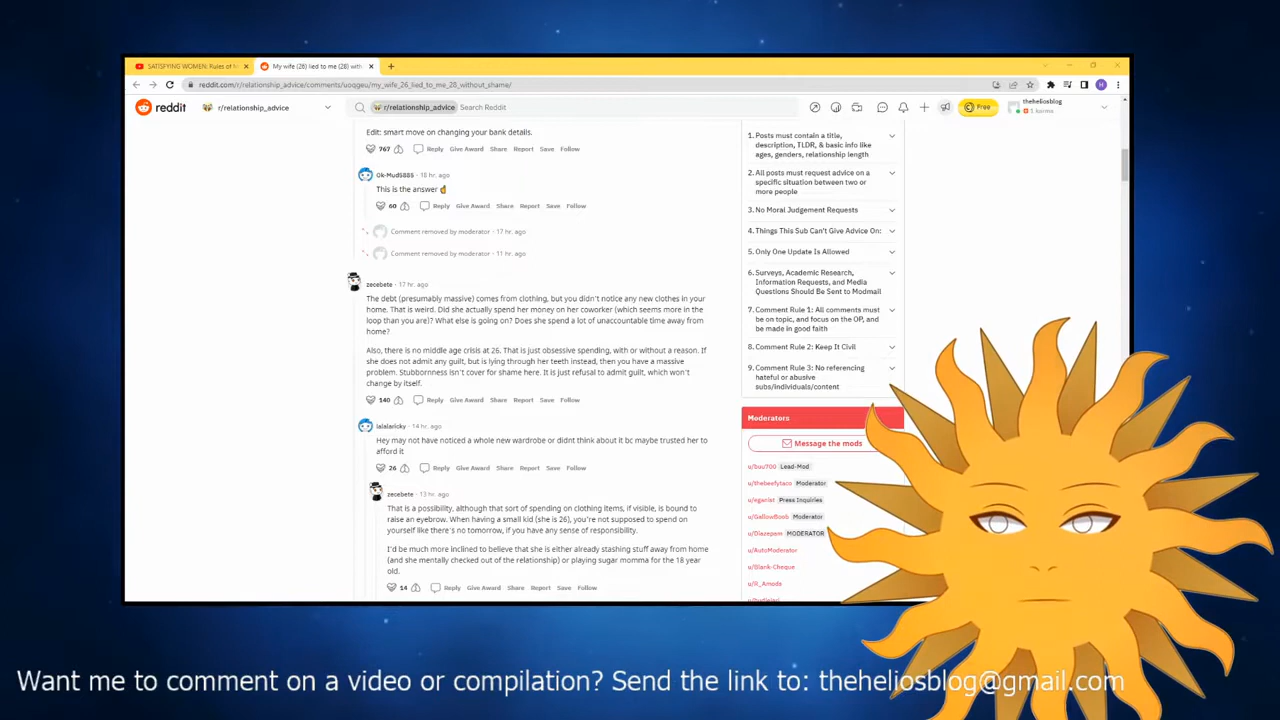 SATISFYING WOMEN: Rules of
My wife (26) lied to me (28) with
reddit.com/r/relationship_advice/comments/uoqgeu/my_wife_26_lied_to_me_28_without_shame/
reddit
r/relationship_advice
r/relationship_advice
Search Reddit
Free
theheliosblog
1 karma
Edit: smart move on changing your bank details.
767 Reply Give Award Share Report Save Follow
Ok-Mud5885 · 18 hr. ago
This is the answer
60 Reply Give Award Share Report Save Follow
Comment removed by moderator · 17 hr. ago
Comment removed by moderator · 11 hr. ago
zecebete · 17 hr. ago
The debt (presumably massive) comes from clothing, but you didn't notice any new clothes in your
home. That is weird. Did she actually spend her money on her coworker (which seems more in the
loop than you are)? What else is going on? Does she spend a lot of unaccountable time away from
home?
Also, there is no middle age crisis at 26. That is just obsessive spending, with or without a reason. If
she does not admit any guilt, but is lying through her teeth instead, then you have a massive
problem. Stubbornness isn't cover for shame here. It is just refusal to admit guilt, which won't
change by itself.
140 Reply Give Award Share Report Save Follow
lalalaricky · 14 hr. ago
Hey may not have noticed a whole new wardrobe or didnt think about it bc maybe trusted her to
afford it
26 Reply Give Award Share Report Save Follow
zecebete · 13 hr. ago
That is a possibility, although that sort of spending on clothing items, if visible, is bound to
raise an eyebrow. When having a small kid (she is 26), you're not supposed to spend on
yourself like there's no tomorrow, if you have any sense of responsibility.
I'd be much more inclined to believe that she is either already stashing stuff away from home
(and she mentally checked out of the relationship) or playing sugar momma for the 18 year
old.
14 Reply Give Award Share Report Save Follow
1. Posts must contain a title,
description, TLDR, & basic info like
ages, genders, relationship length
2. All posts must request advice on a
specific situation between two or
more people
3. No Moral Judgement Requests
4. Things This Sub Can't Give Advice On:
5. Only One Update Is Allowed
6. Surveys, Academic Research,
Information Requests, and Media
Questions Should Be Sent to Modmail
7. Comment Rule 1: All comments must
be on topic, and focus on the OP, and
be made in good faith
8. Comment Rule 2: Keep It Civil
9. Comment Rule 3: No referencing
hateful or abusive
subs/individuals/content
Moderators
Message the mods
u/buu700 Lead-Mod
u/thebeefytaco Moderator
u/eganist Press Inquiries
u/GallowBoob Moderator
u/Diazepam MODERATOR
u/AutoModerator
u/Blank-Cheque
u/R_Amods
Want me to comment on a video or compilation? Send the link to: theheliosblog@gmail.com